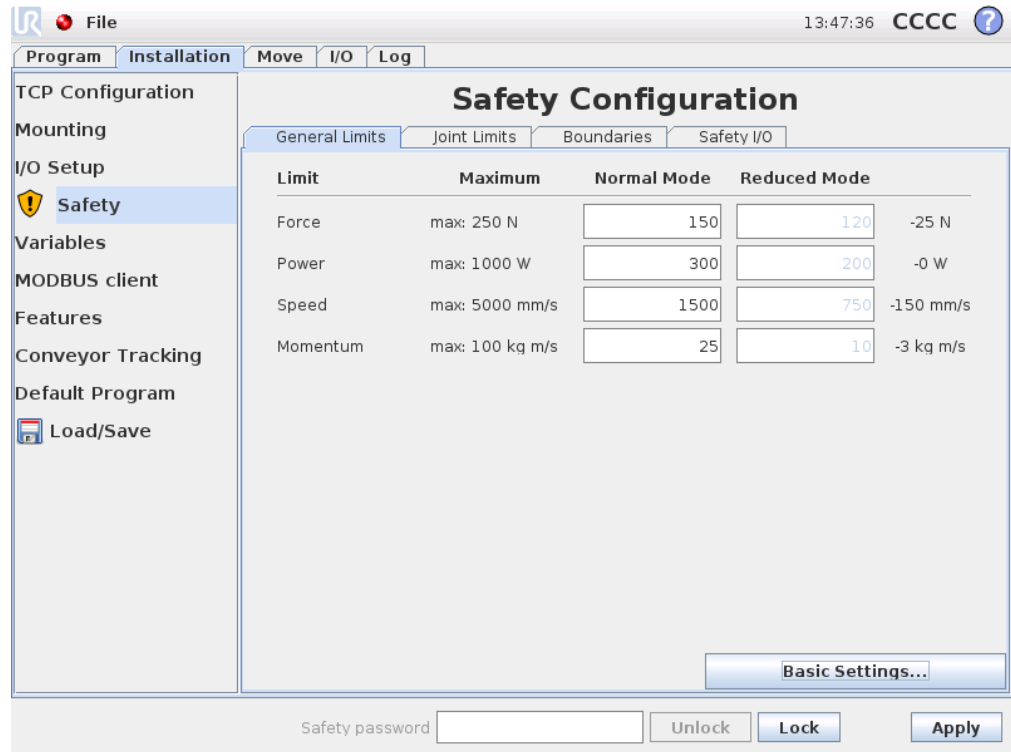 UR File 13:47:36 CCCC ?
Program Installation Move I/O Log
TCP Configuration
Mounting
I/O Setup
Safety
Variables
MODBUS client
Features
Conveyor Tracking
Default Program
Load/Save
Safety Configuration
General Limits Joint Limits Boundaries Safety I/O
Limit Maximum Normal Mode Reduced Mode
Force max: 250 N 150 120 -25 N
Power max: 1000 W 300 200 -0 W
Speed max: 5000 mm/s 1500 750 -150 mm/s
Momentum max: 100 kg m/s 25 10 -3 kg m/s
Basic Settings...
Safety password Unlock Lock Apply